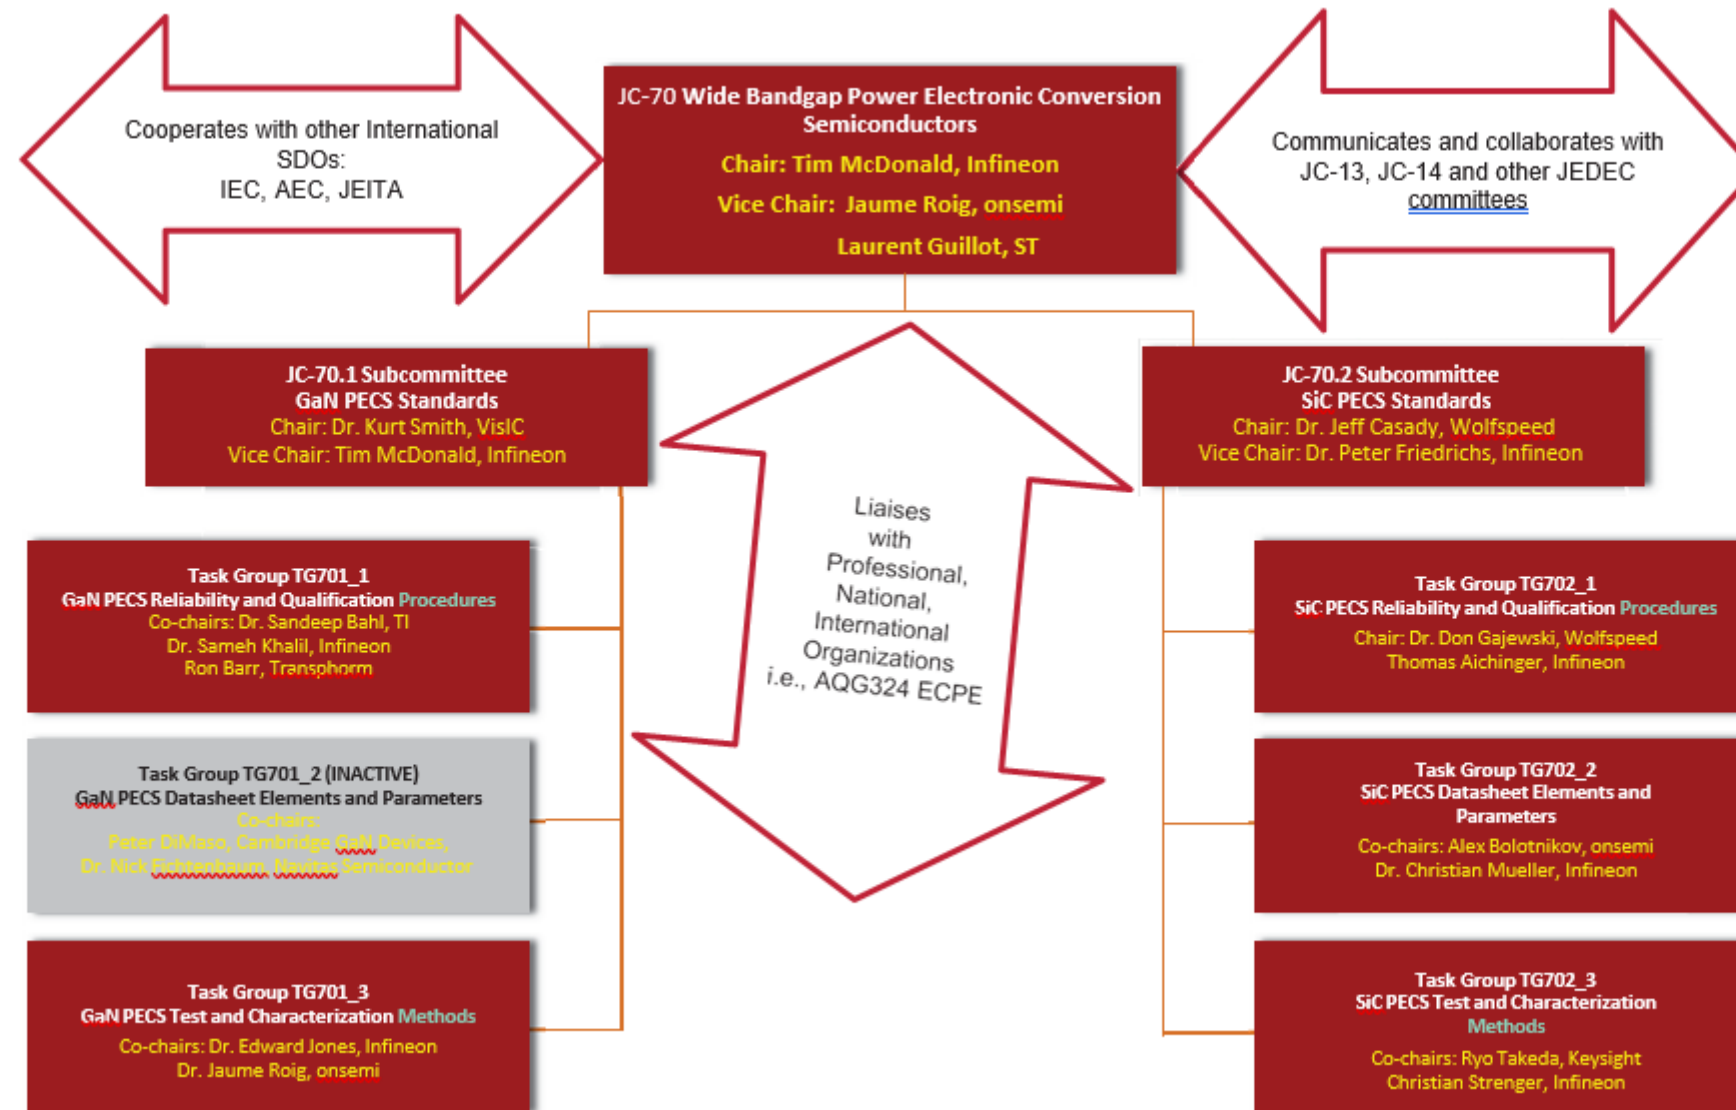 Cooperates with other International
SDOs:
IEC, AEC, JEITA
JC-70 Wide Bandgap Power Electronic Conversion
Semiconductors
Chair: Tim McDonald, Infineon
Vice Chair: Jaume Roig, onsemi
Laurent Guillot, ST
Communicates and collaborates with
JC-13, JC-14 and other JEDEC
committees
JC-70.1 Subcommittee
GaN PECS Standards
Chair: Dr. Kurt Smith, VisIC
Vice Chair: Tim McDonald, Infineon
JC-70.2 Subcommittee
SiC PECS Standards
Chair: Dr. Jeff Casady, Wolfspeed
Vice Chair: Dr. Peter Friedrichs, Infineon
Liaises
with
Professional,
National,
International
Organizations
i.e., AQG324 ECPE
Task Group TG701_1
GaN PECS Reliability and Qualification Procedures
Co-chairs: Dr. Sandeep Bahl, TI
Dr. Sameh Khalil, Infineon
Ron Barr, Transphorm
Task Group TG701_2 (INACTIVE)
GaN PECS Datasheet Elements and Parameters
Co-chairs:
Peter DiMaso, Cambridge GaN Devices,
Dr. Nick Fichtenbaum, Navitas Semiconductor
Task Group TG701_3
GaN PECS Test and Characterization Methods
Co-chairs: Dr. Edward Jones, Infineon
Dr. Jaume Roig, onsemi
Task Group TG702_1
SiC PECS Reliability and Qualification Procedures
Chair: Dr. Don Gajewski, Wolfspeed
Thomas Aichinger, Infineon
Task Group TG702_2
SiC PECS Datasheet Elements and
Parameters
Co-chairs: Alex Bolotnikov, onsemi
Dr. Christian Mueller, Infineon
Task Group TG702_3
SiC PECS Test and Characterization
Methods
Co-chairs: Ryo Takeda, Keysight
Christian Strenger, Infineon